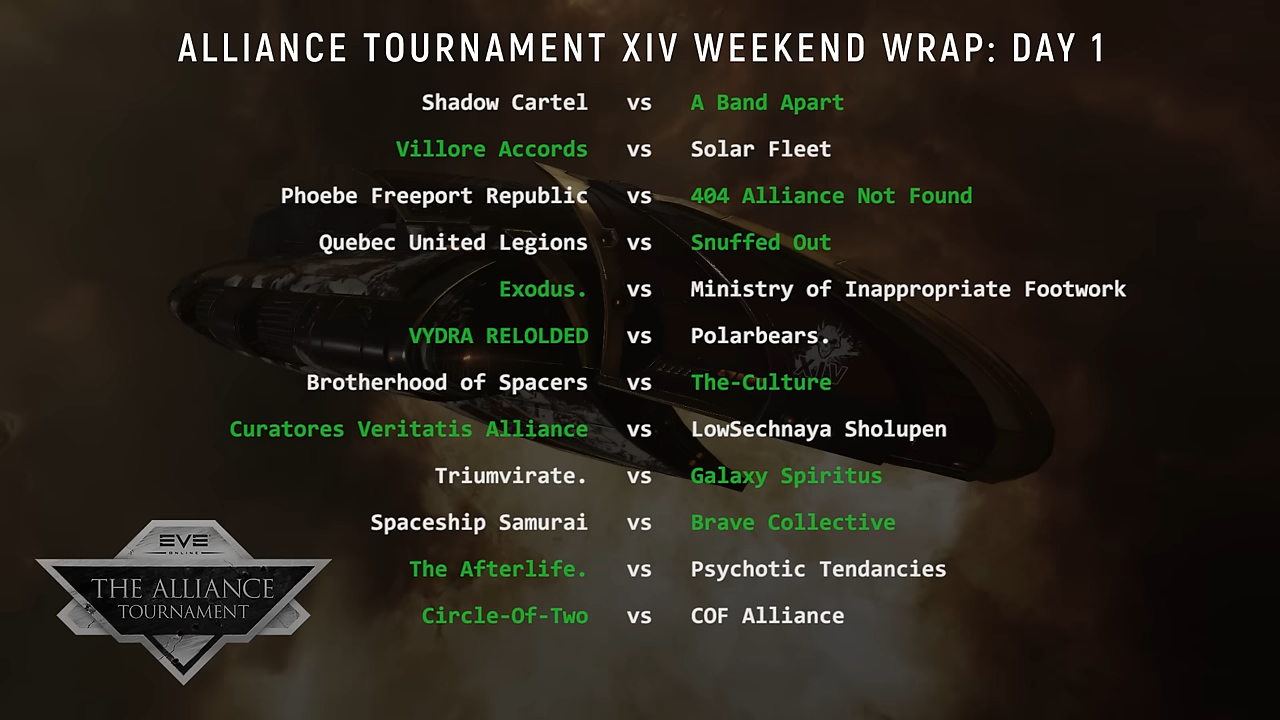 ALLIANCE TOURNAMENT XIV WEEKEND WRAP: DAY 1
Shadow Cartel vs A Band Apart
Villore Accords vs Solar Fleet
Phoebe Freeport Republic vs 404 Alliance Not Found
Quebec United Legions vs Snuffed Out
Exodus. vs Ministry of Inappropriate Footwork
VYDRA RELOLDED vs Polarbears.
XIV
Brotherhood of Spacers vs The-Culture
Curatores Veritatis Alliance vs LowSechnaya Sholupen
Triumvirate. vs Galaxy Spiritus
Spaceship Samurai vs Brave Collective
The Afterlife. vs Psychotic Tendancies
Circle-Of-Two vs COF Alliance
EVE
ONLINE
THE ALLIANCE
TOURNAMENT